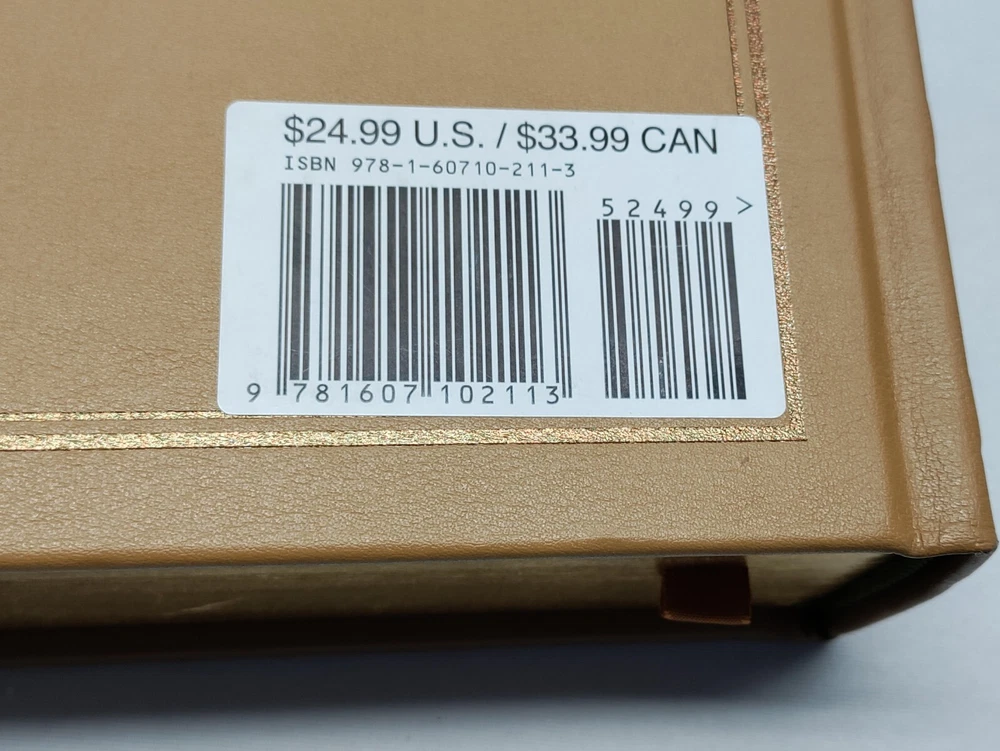 $24.99 U.S. / $33.99 CAN
ISBN 978-1-60710-211-3
52499 >
9 781607 102113